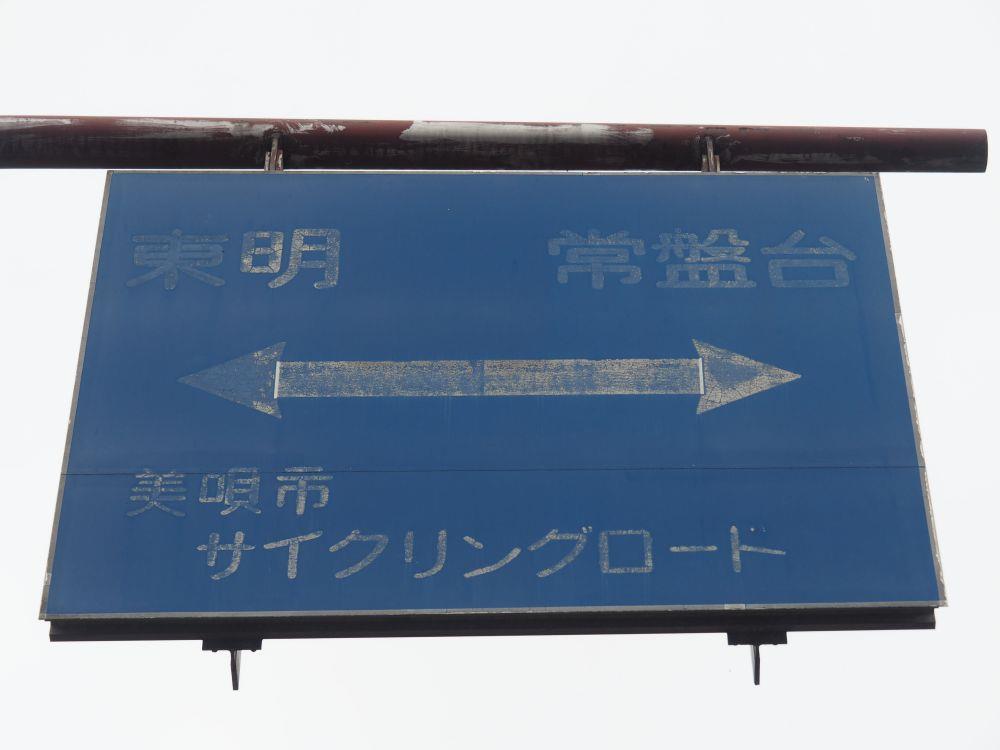 東明 常盤台
美唄市
サイクリングロード